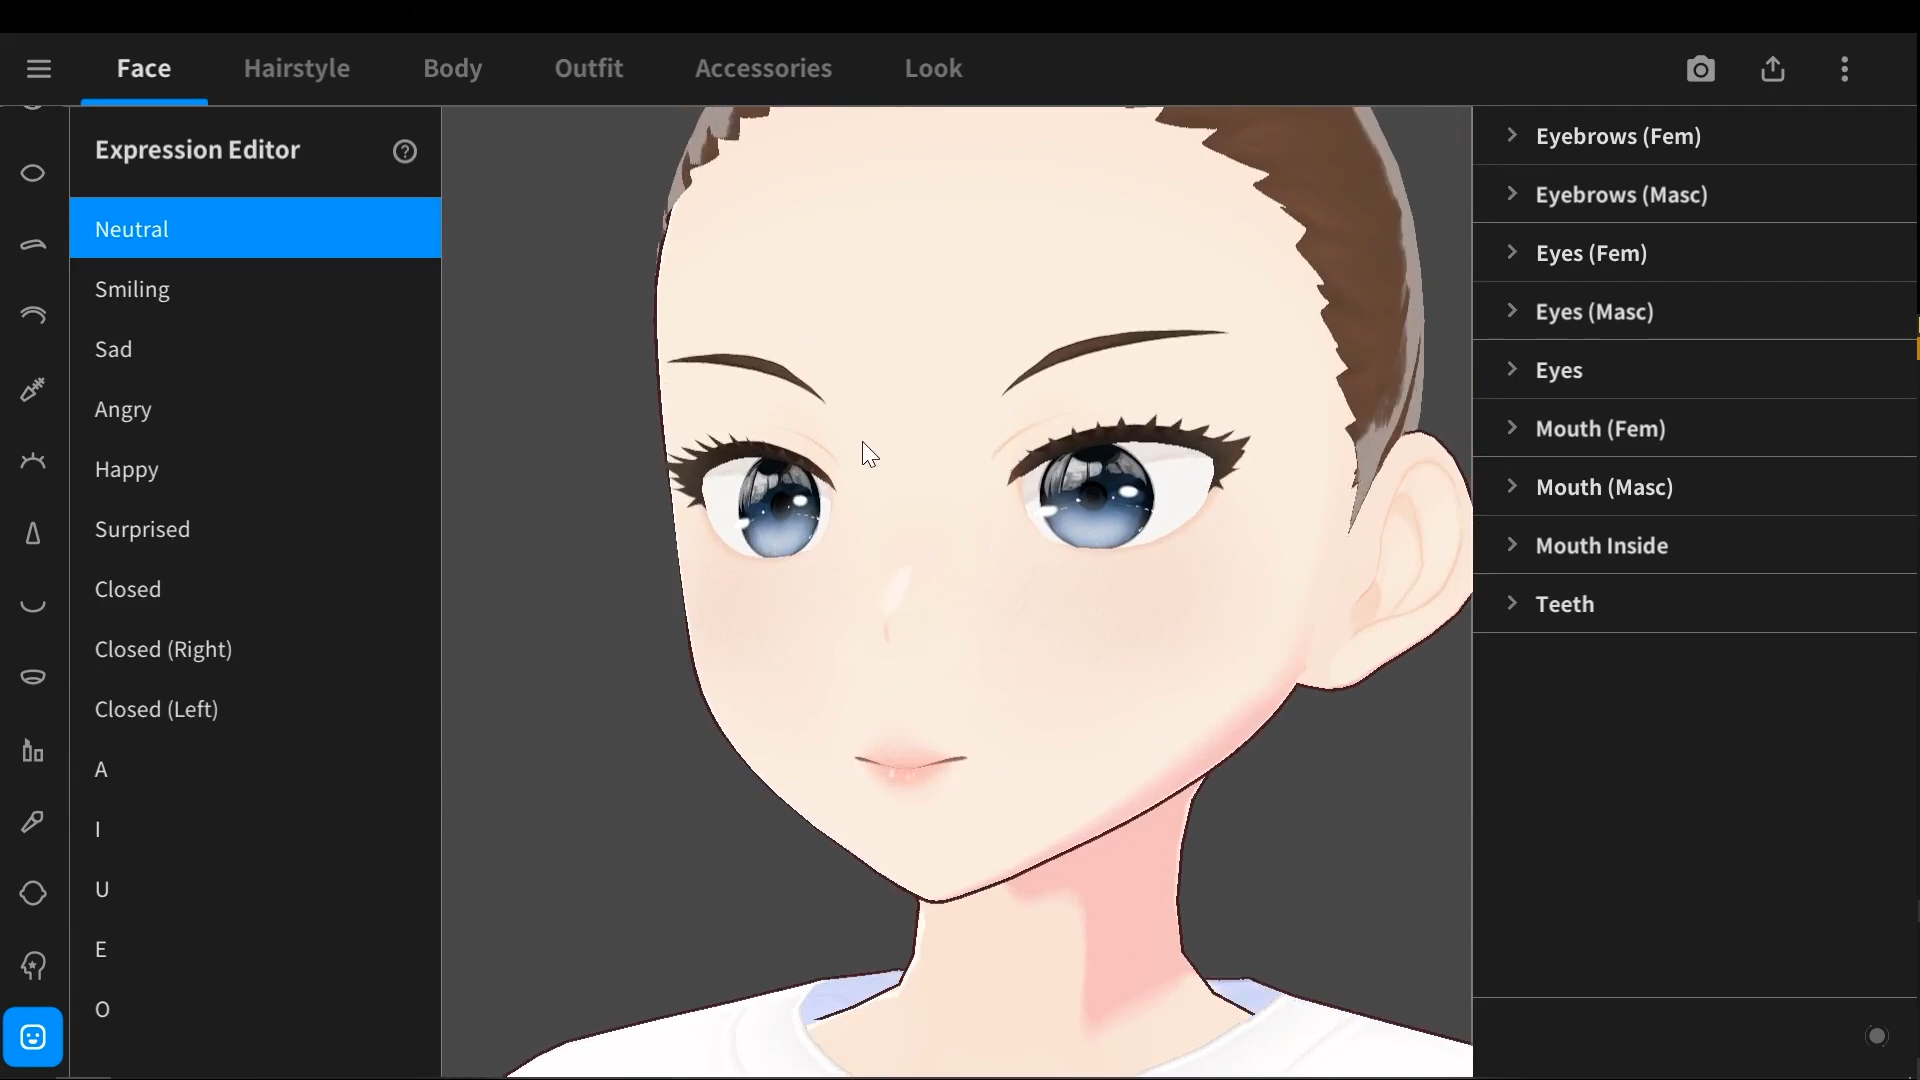 Face
Hairstyle
Body
Outfit
Accessories
Look
Expression Editor
Neutral
Smiling
Sad
Angry
Happy
Surprised
Closed
Closed (Right)
Closed (Left)
A
I
U
E
O
Eyebrows (Fem)
Eyebrows (Masc)
Eyes (Fem)
Eyes (Masc)
Eyes
Mouth (Fem)
Mouth (Masc)
Mouth Inside
Teeth